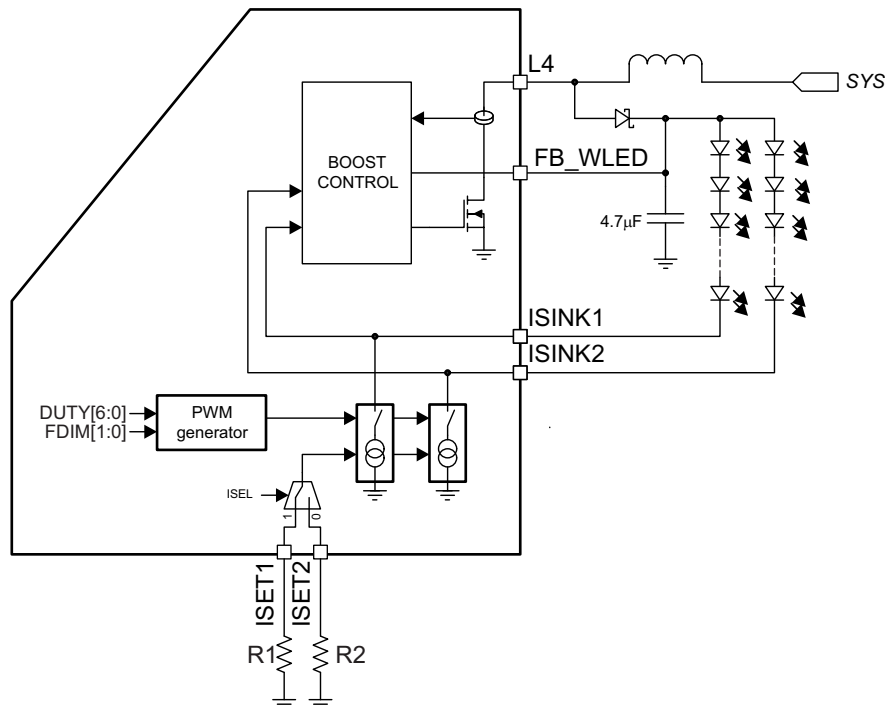 L4
SYS
BOOST
CONTROL
FB_WLED
4.7μF
ISINK1
ISINK2
DUTY[6:0]
FDIM[1:0]
PWM
generator
ISEL
1
0
ISET1
ISET2
R1
R2